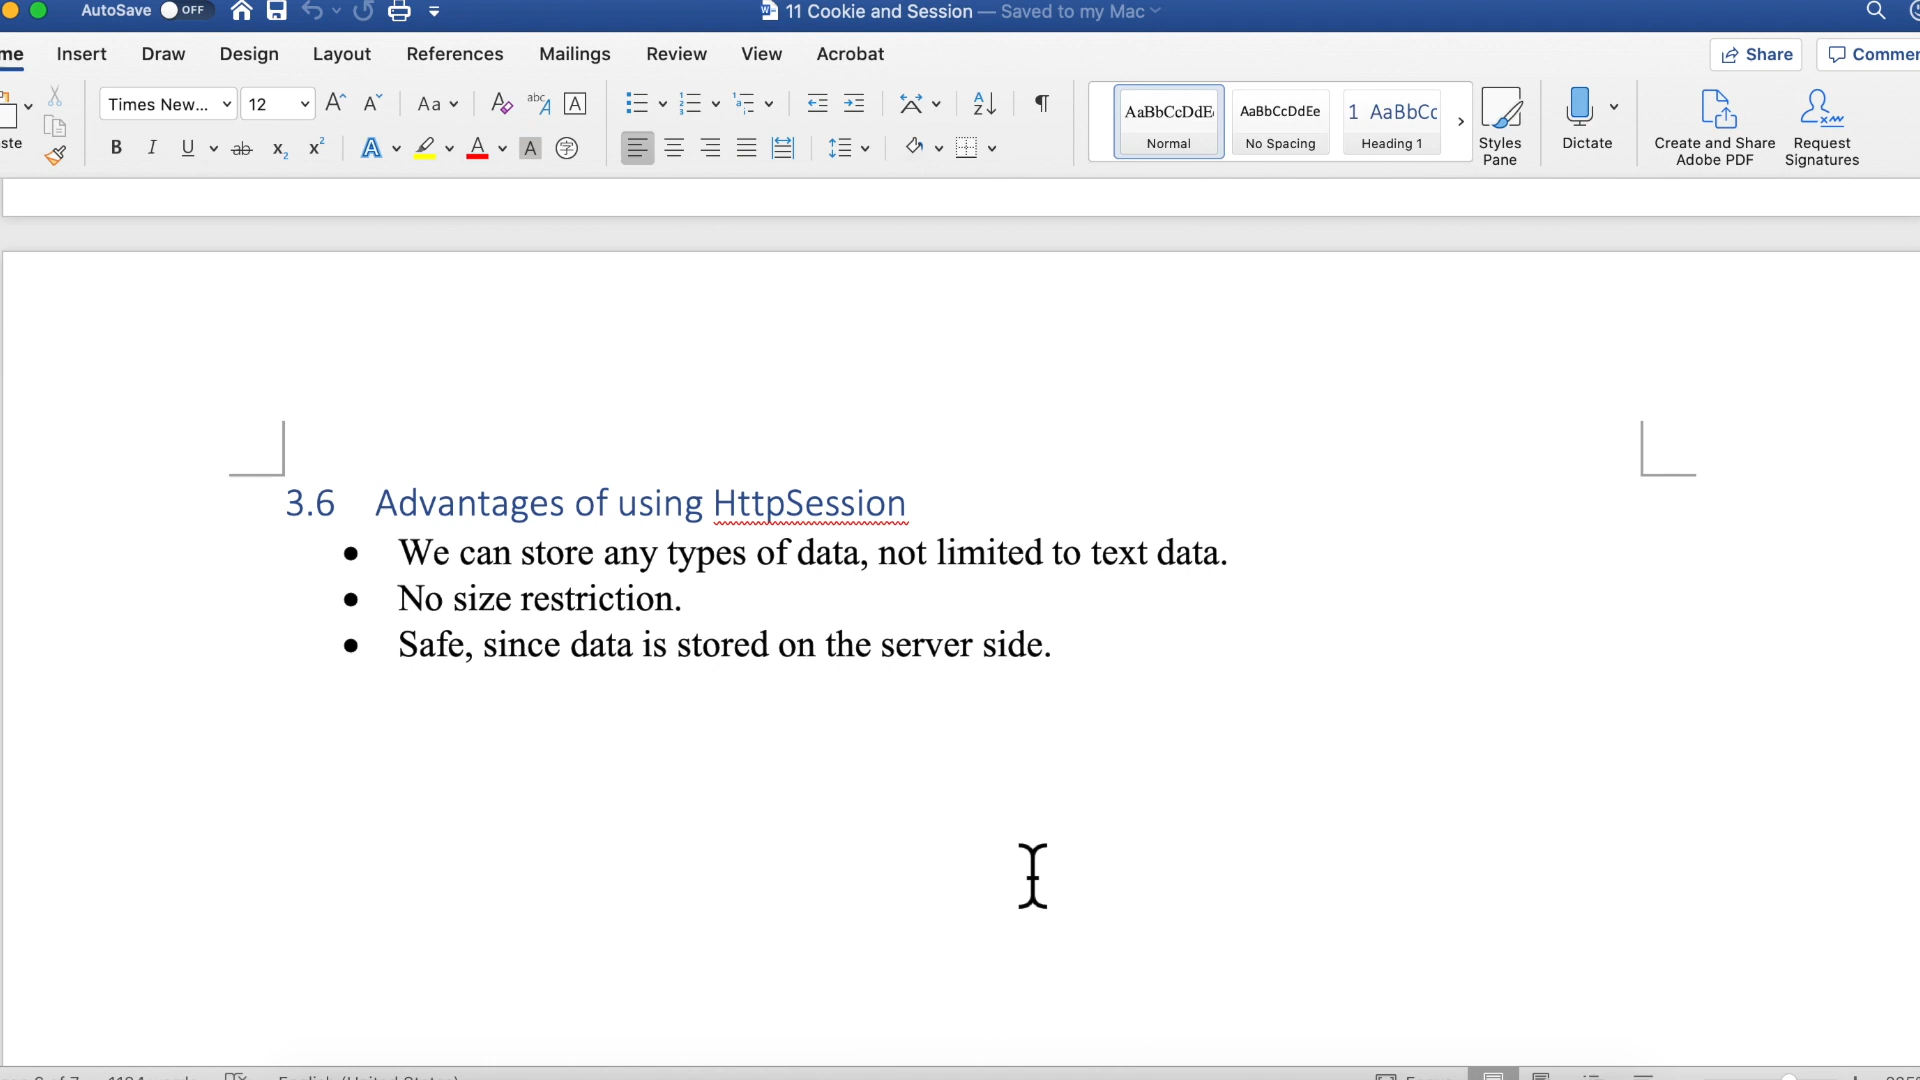 AutoSave OFF
11 Cookie and Session — Saved to my Mac
Insert Draw Design Layout References Mailings Review View Acrobat
Share
Times New... 12
Aa
AaBbCcDdE
Normal
AaBbCcDdEe
No Spacing
1 AaBbCc
Heading 1
Styles
Pane
Dictate
Create and Share
Adobe PDF
Request
Signatures
3.6 Advantages of using HttpSession
• We can store any types of data, not limited to text data.
• No size restriction.
• Safe, since data is stored on the server side.